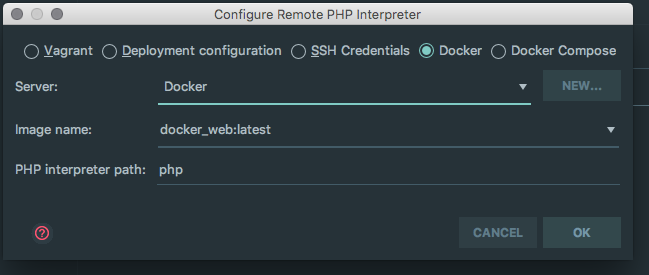 Configure Remote PHP Interpreter
Vagrant Deployment configuration SSH Credentials Docker Docker Compose
Server: Docker NEW...
Image name: docker_web:latest
PHP interpreter path: php
? CANCEL OK